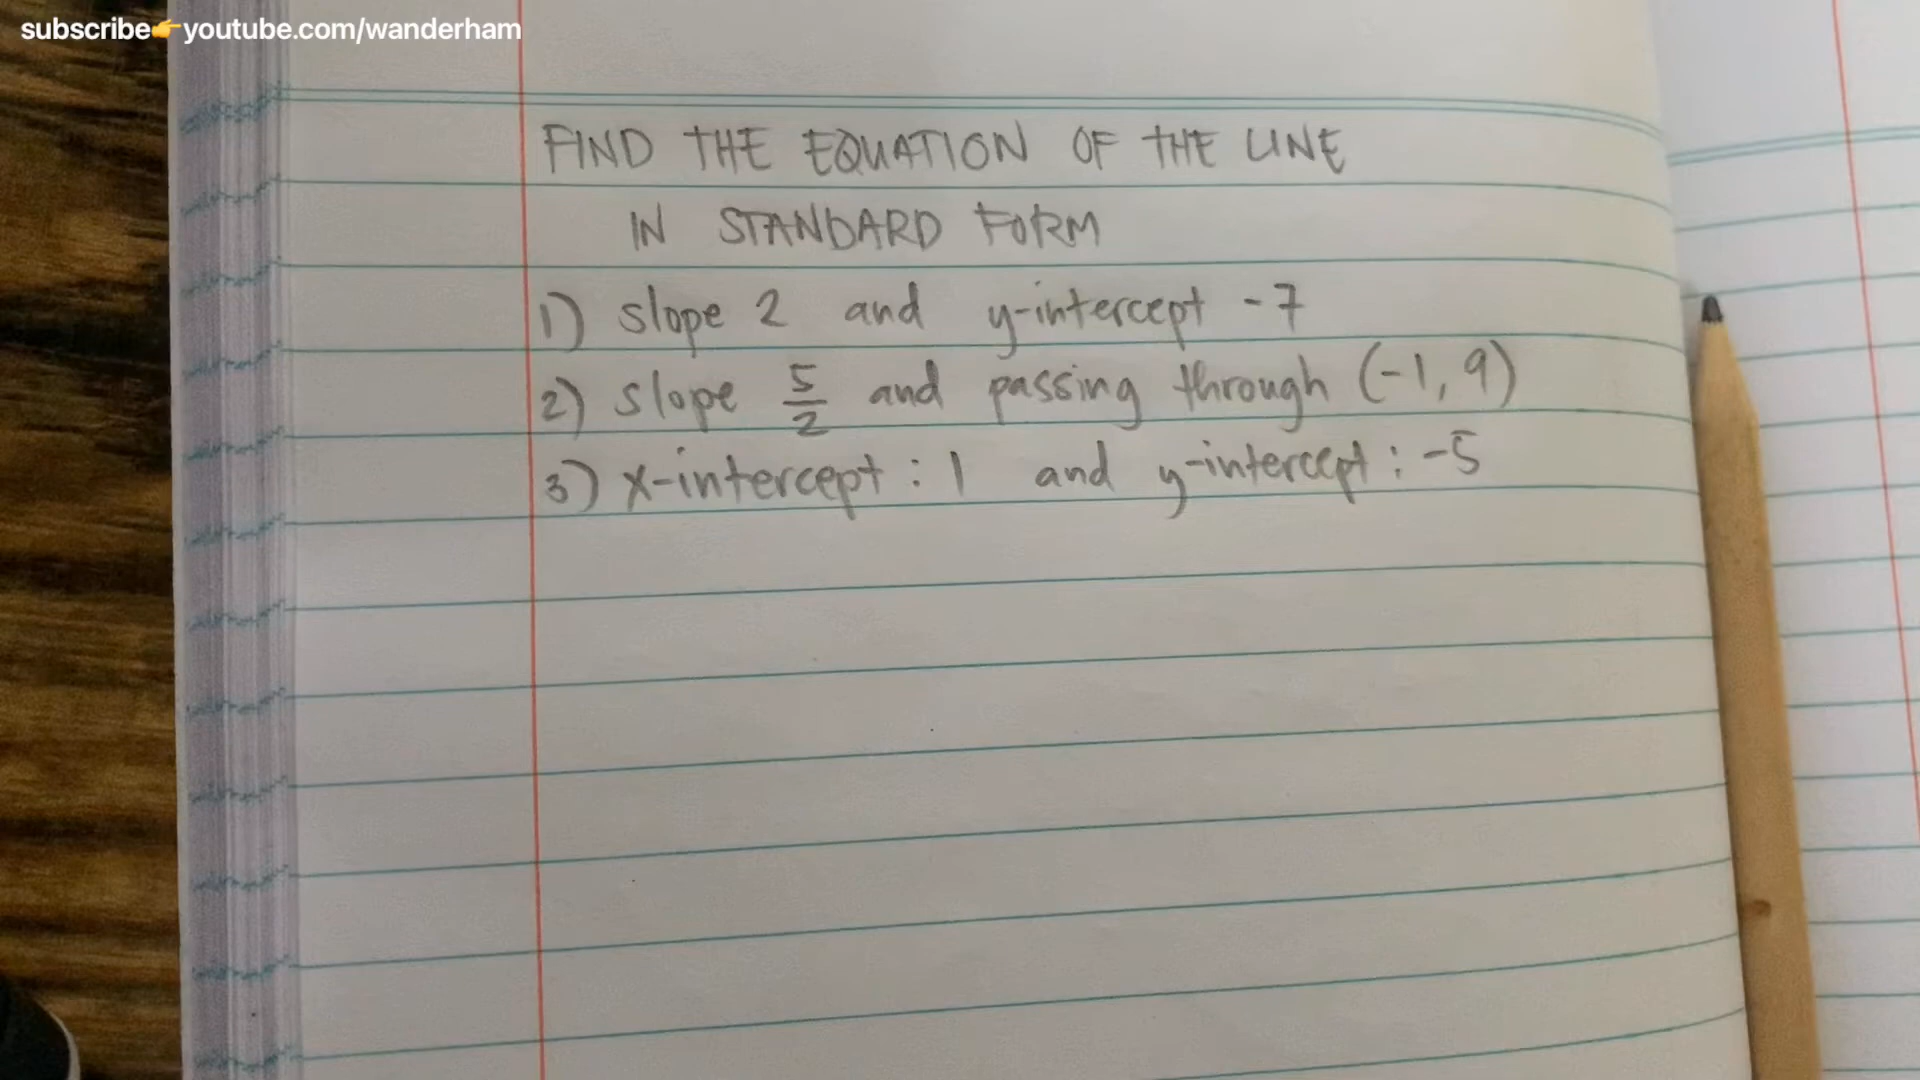 subscribe👉youtube.com/wanderham
FIND THE EQUATION OF THE LINE
IN STANDARD FORM
1) slope 2 and y-intercept -7
2) slope 5/2 and passing through (-1, 9)
3) x-intercept : 1 and y-intercept : -5